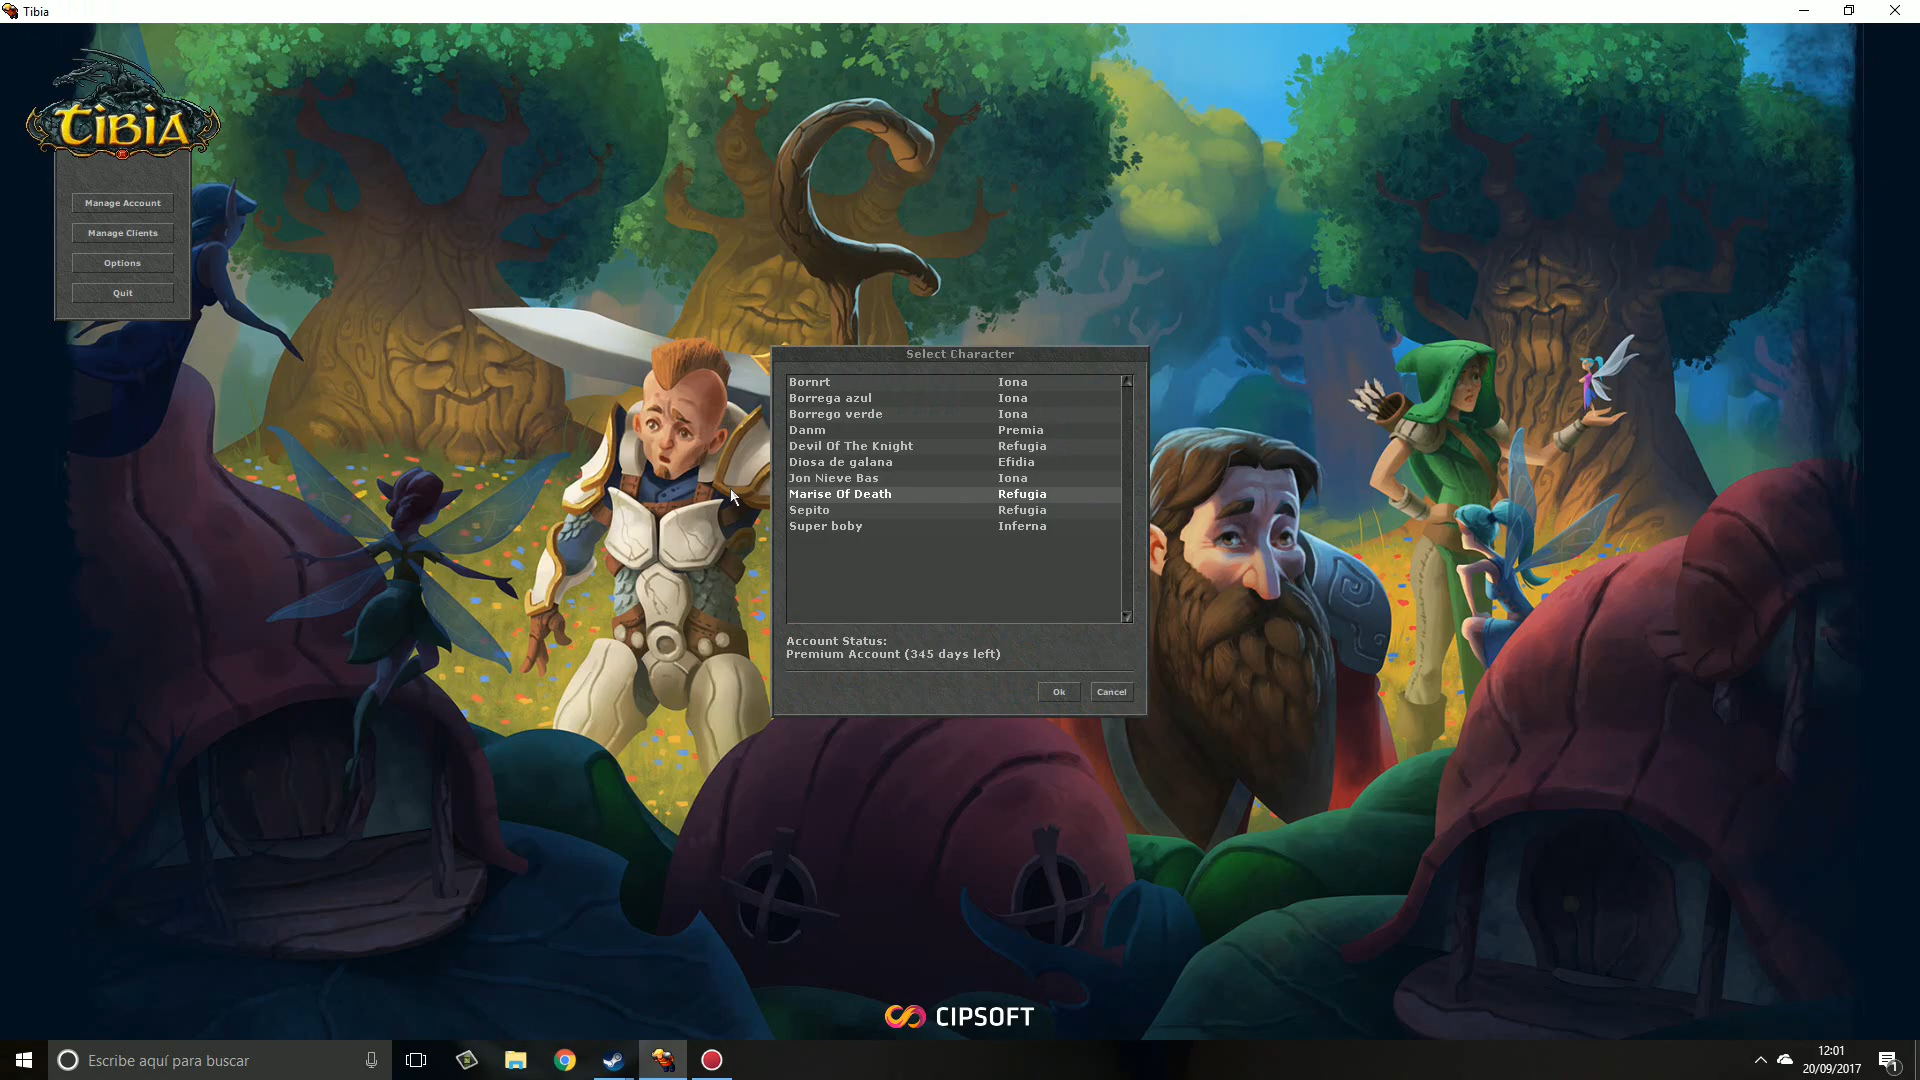 Tibia
TIBIA
Manage Account
Manage Clients
Options
Quit
Select Character
Bornrt Iona
Borrega azul Iona
Borrego verde Iona
Danm Premia
Devil Of The Knight Refugia
Diosa de galana Efidia
Jon Nieve Bas Iona
Marise Of Death Refugia
Sepito Refugia
Super boby Inferna
Account Status:
Premium Account (345 days left)
Ok Cancel
CIPSOFT
Escribe aquí para buscar
12:01
20/09/2017
1